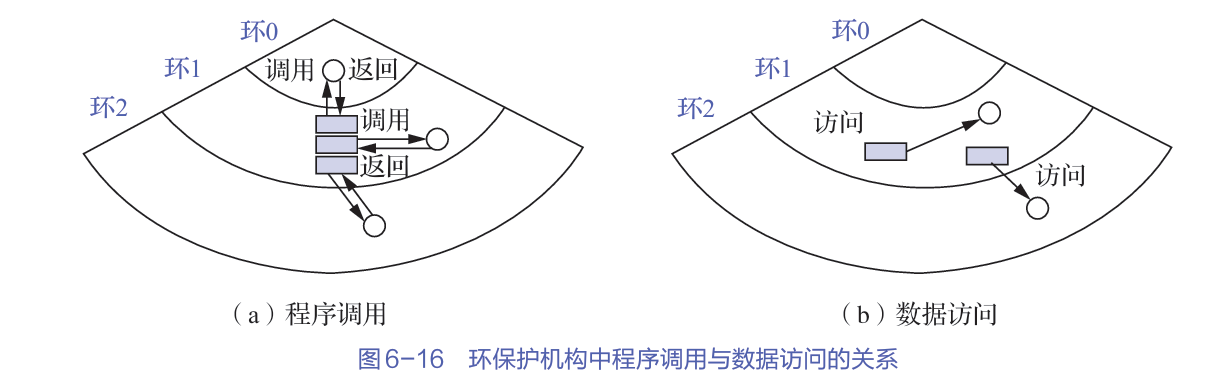 环0
环1
环2
调用
返回
调用
返回
(a)程序调用
环0
环1
环2
访问
访问
(b)数据访问
图6-16 环保护机构中程序调用与数据访问的关系